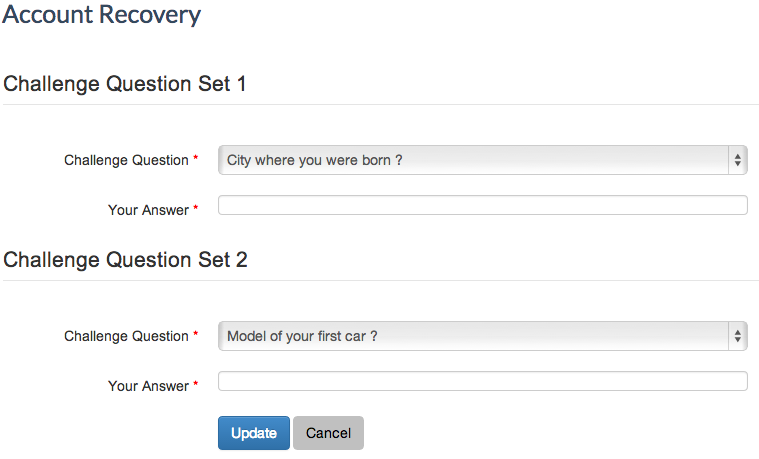 Account Recovery
Challenge Question Set 1
Challenge Question * City where you were born ?
Your Answer *
Challenge Question Set 2
Challenge Question * Model of your first car ?
Your Answer *
Update Cancel